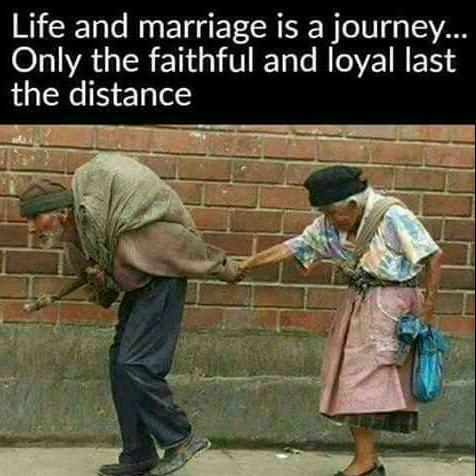 Life and marriage is a journey...
Only the faithful and loyal last
the distance